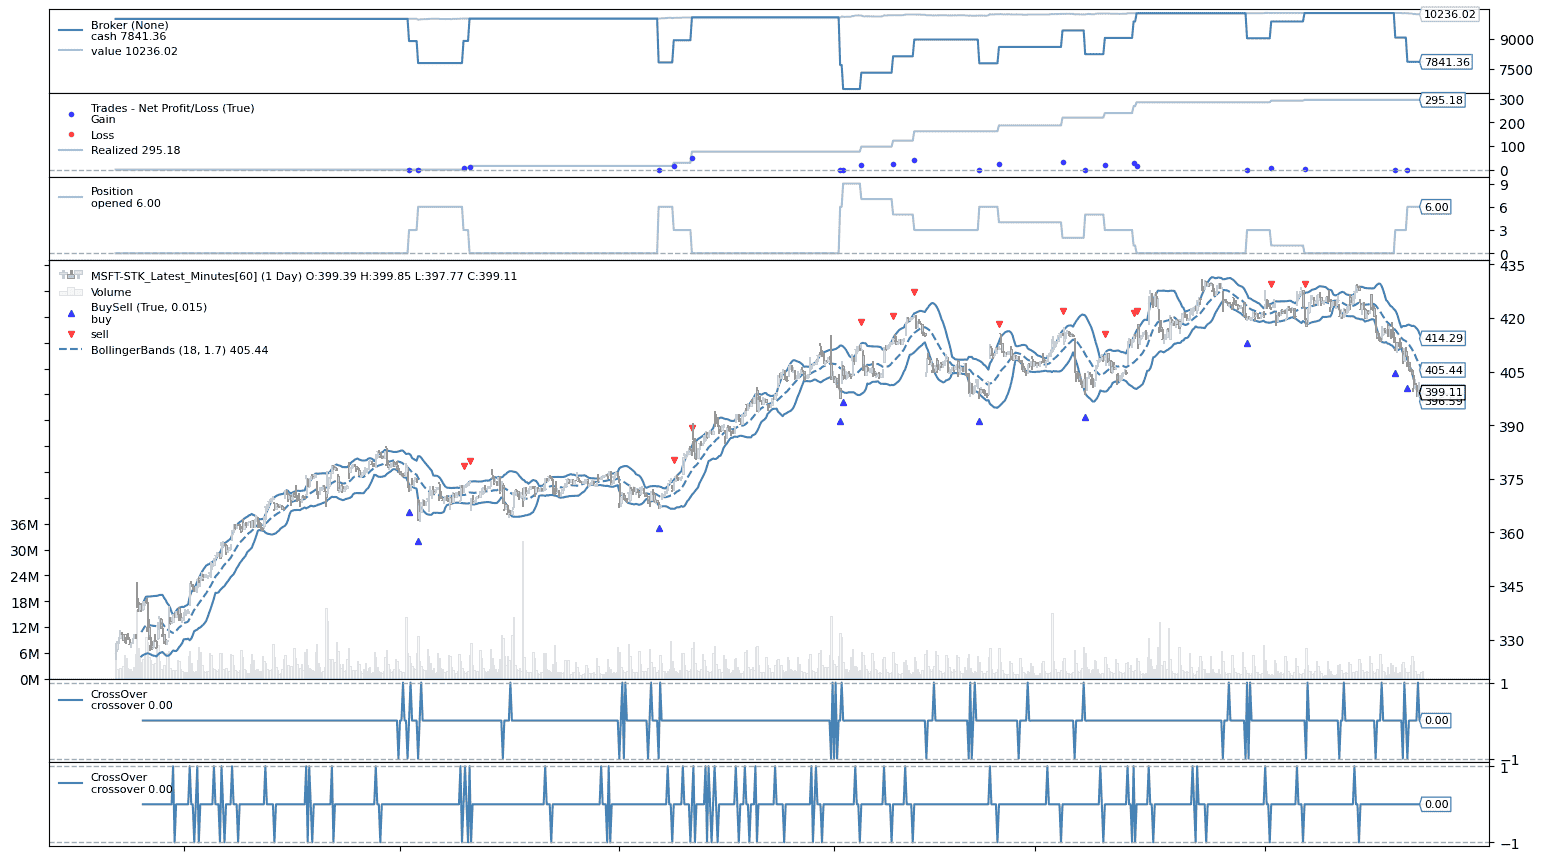 Broker (None)
cash 7841.36
value 10236.02
10236.02
9000
7841.36
7500
Trades - Net Profit/Loss (True)
Gain
Loss
Realized 295.18
295.18
300
200
100
0
Position
opened 6.00
9
6.00
6
3
0
MSFT-STK_Latest_Minutes[60] (1 Day) O:399.39 H:399.85 L:397.77 C:399.11
Volume
BuySell (True, 0.015)
buy
sell
BollingerBands (18, 1.7) 405.44
435
420
414.29
405.44
405
399.11
396.59
390
375
360
345
330
36M
30M
24M
18M
12M
6M
0M
CrossOver
crossover 0.00
1
0.00
−1
CrossOver
crossover 0.00
1
0.00
−1